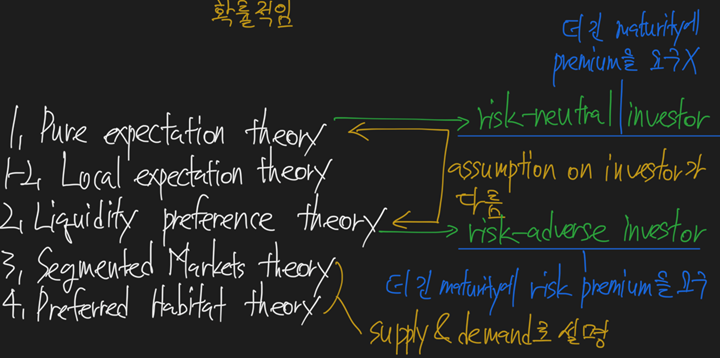 확률적임
더 긴 maturity에
premium을 요구X
1. Pure expectation theory
risk-neutral investor
1-2. Local expectation theory
assumption on investor가
다름
2. Liquidity preference theory
risk-adverse investor
3. Segmented Markets theory
더 긴 maturity에 risk premium을 요구
4. Preferred Habitat theory
supply & demand로 설명